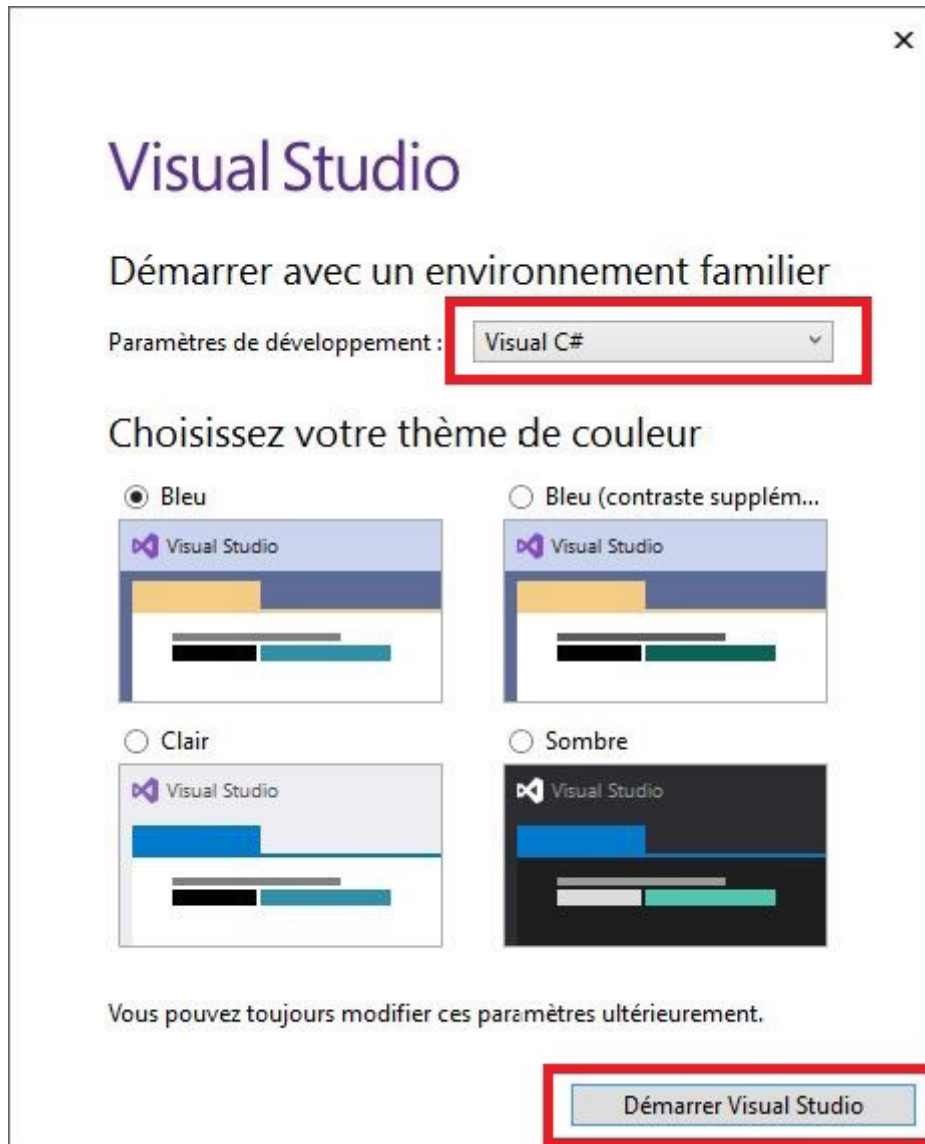 Visual Studio
Démarrer avec un environnement familier
Paramètres de développement : Visual C#
Choisissez votre thème de couleur
Bleu Bleu (contraste supplém...
Visual Studio Visual Studio
Clair Sombre
Visual Studio Visual Studio
Vous pouvez toujours modifier ces paramètres ultérieurement.
Démarrer Visual Studio